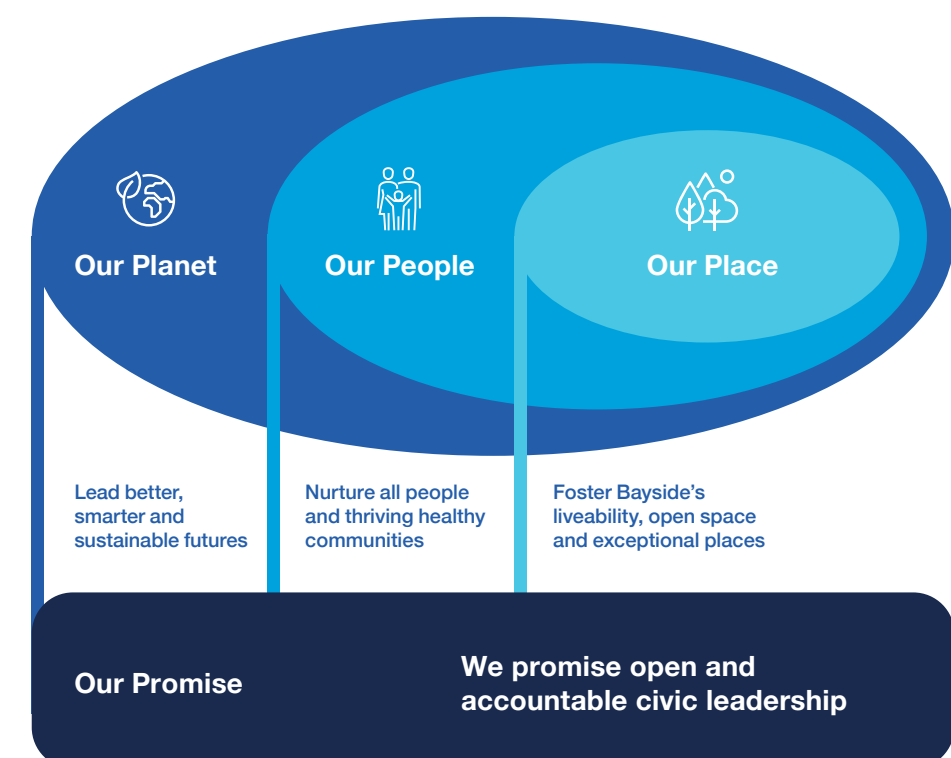 Our Planet
Our People
Our Place
Lead better,
smarter and
sustainable futures
Nurture all people
and thriving healthy
communities
Foster Bayside’s
liveability, open space
and exceptional places
Our Promise
We promise open and
accountable civic leadership